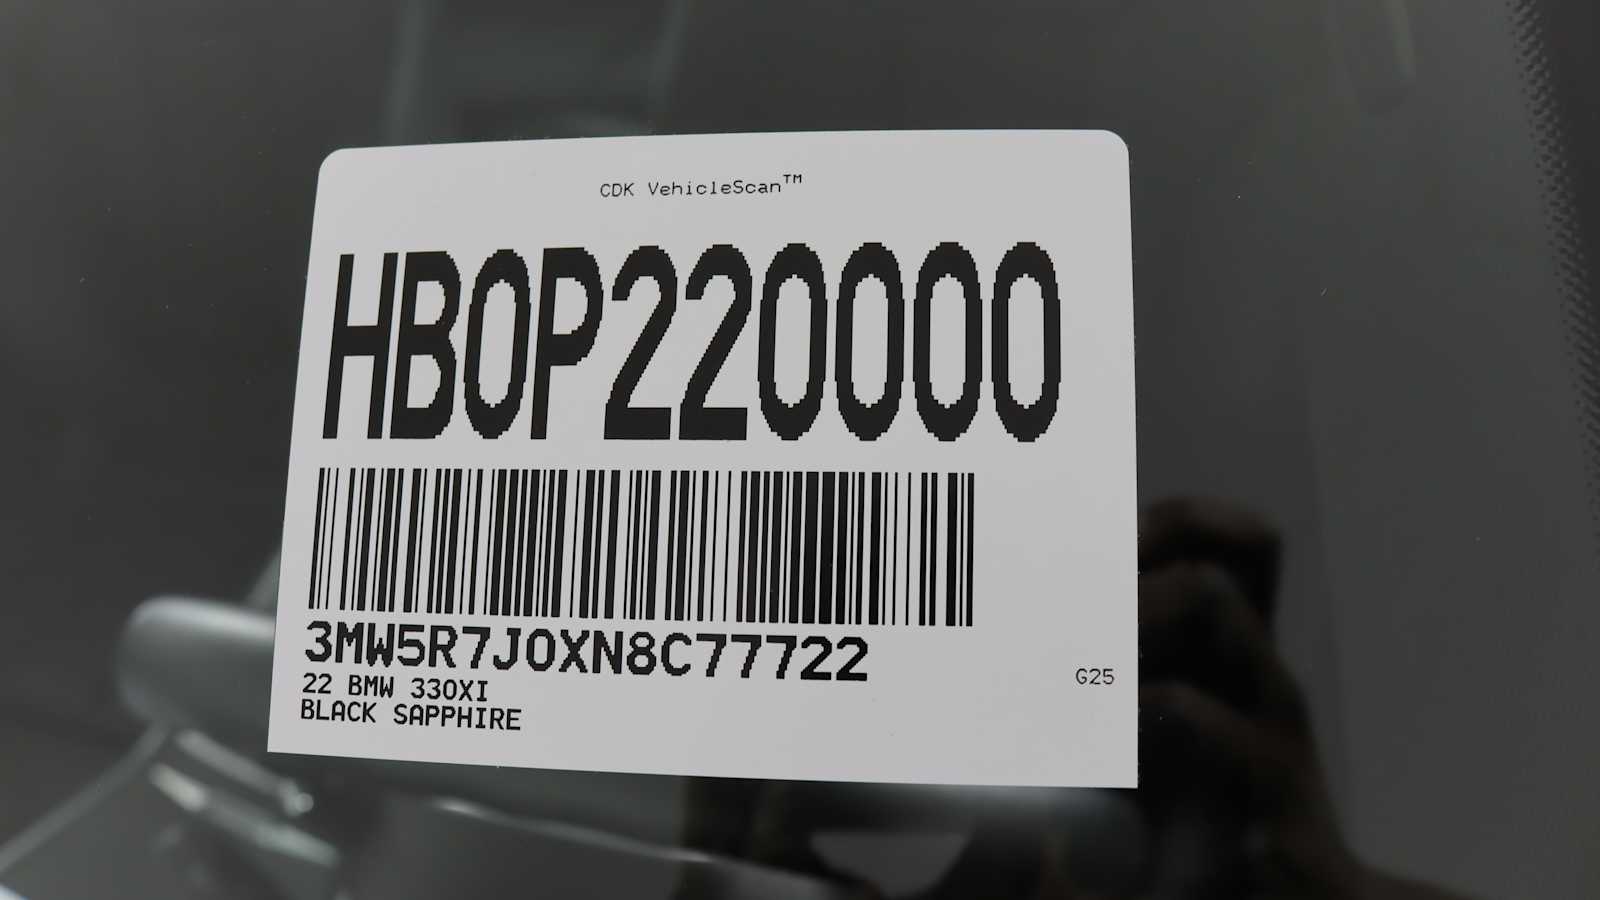 CDK VehicleScan™
HB0P220000
3MW5R7J0XN8C77722
G25
22 BMW 330XI
BLACK SAPPHIRE